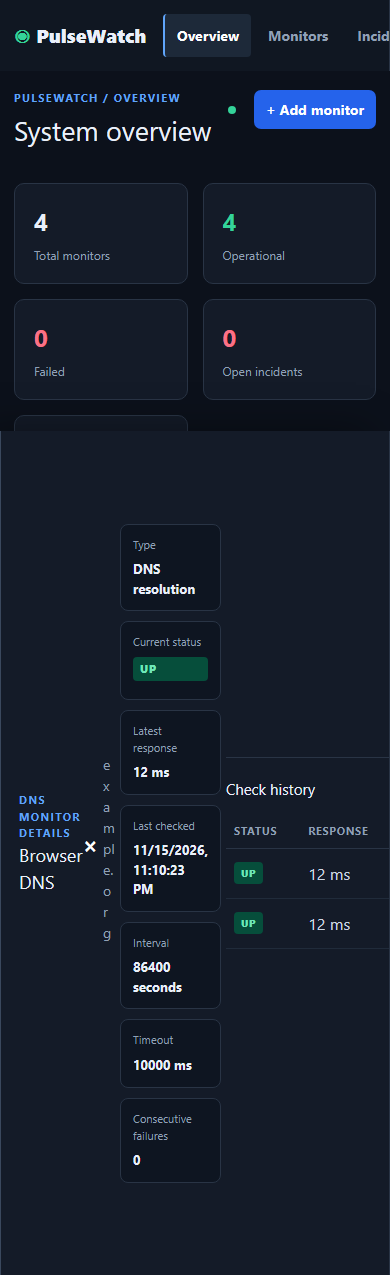 PulseWatch
Overview
Monitors
Incid
PULSEWATCH / OVERVIEW
System overview
+ Add monitor
4
Total monitors
4
Operational
0
Failed
0
Open incidents
DNS
MONITOR
DETAILS
Browser
DNS
×
e
x
a
m
pl
e.
o
r
g
Type
DNS
resolution
Current status
UP
Latest
response
12 ms
Last checked
11/15/2026,
11:10:23
PM
Interval
86400
seconds
Timeout
10000 ms
Consecutive
failures
0
Check history
STATUS RESPONSE
UP 12 ms
UP 12 ms